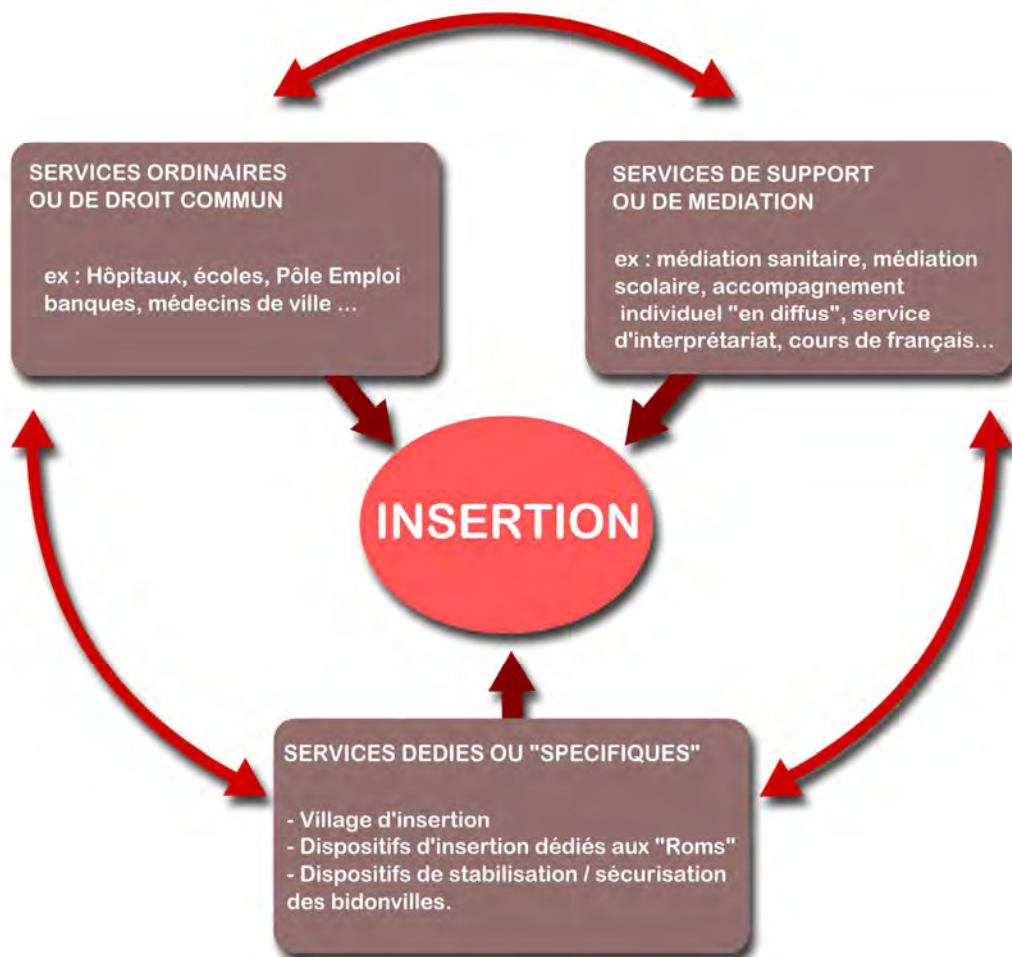 SERVICES ORDINAIRES
OU DE DROIT COMMUN
ex : Hôpitaux, écoles, Pôle Emploi
banques, médecins de ville ...
SERVICES DE SUPPORT
OU DE MEDIATION
ex : médiation sanitaire, médiation
scolaire, accompagnement
individuel "en diffus", service
d'interprétariat, cours de français...
INSERTION
SERVICES DEDIES OU "SPECIFIQUES"
- Village d'insertion
- Dispositifs d'insertion dédiés aux "Roms"
- Dispositifs de stabilisation / sécurisation
des bidonvilles.